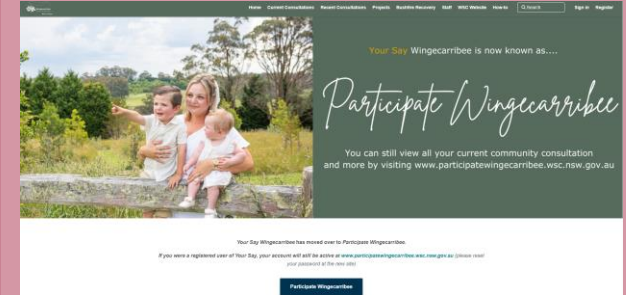 Home Current Consultations Recent Consultations Projects Bushfire Recovery Staff WSC Website How-to Search Sign in Register
Your Say Wingecarribee is now known as....
Participate Wingecarribee
You can still view all your current community consultation
and more by visiting www.participatewingecarribee.wsc.nsw.gov.au
Your Say Wingecarribee has moved over to Participate Wingecarribee.
If you were a registered user of Your Say, your account will still be active at www.participatewingecarribee.wsc.nsw.gov.au (please reset
your password at the new site)
Participate Wingecarribee